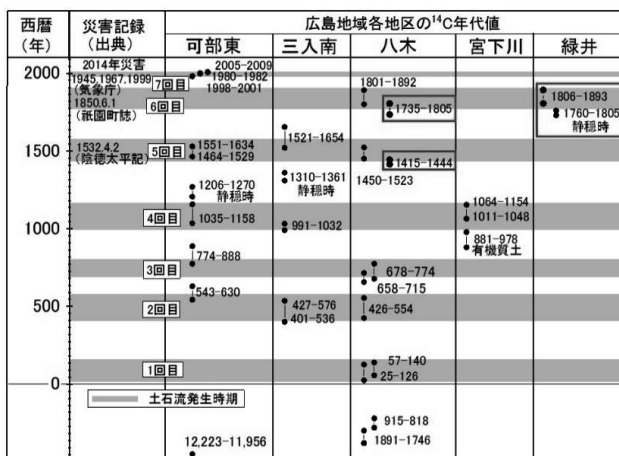 西暦
(年)
災害記録
(出典)
広島地域各地区の¹⁴C年代値
可部東
三入南
八木
宮下川
緑井
2000
2014年災害
1945,1967,1999
(気象庁)
1850.6.1
(祇園町誌)
7回目
6回目
2005-2009
1980-1982
1998-2001
1801-1892
1735-1805
1806-1893
1760-1805
静穏時
1500
1532.4.2
(陰徳太平記)
5回目
1551-1634
1464-1529
1521-1654
1415-1444
1450-1523
1310-1361
静穏時
1206-1270
静穏時
1000
4回目
1035-1158
991-1032
1064-1154
1011-1048
881-978
有機質土
774-888
3回目
678-774
658-715
500
2回目
543-630
427-576
401-536
426-554
1回目
57-140
25-126
0
土石流発生時期
915-818
1891-1746
12,223-11,956